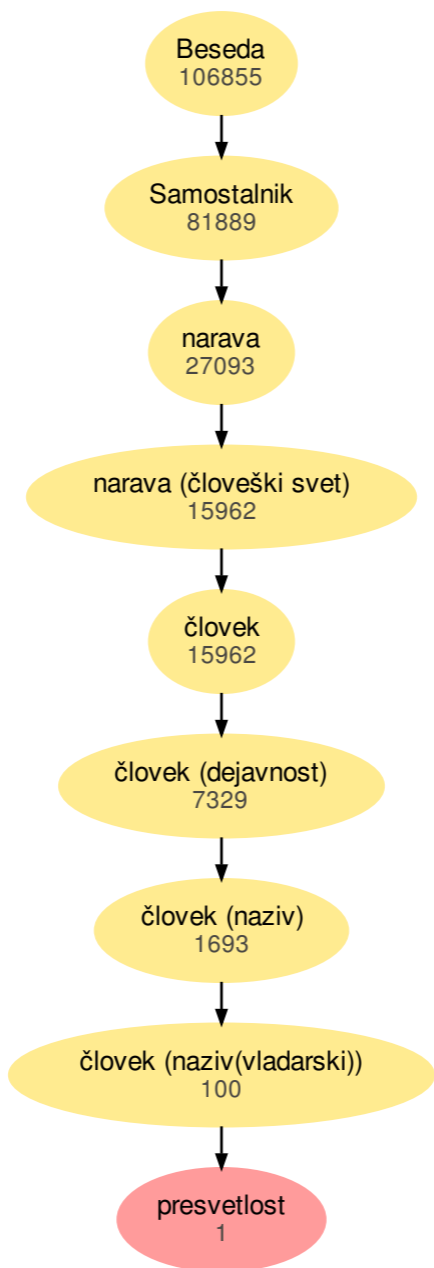 Beseda
106855
Samostalnik
81889
narava
27093
narava (človeški svet)
15962
človek
15962
človek (dejavnost)
7329
človek (naziv)
1693
človek (naziv(vladarski))
100
presvetlost
1